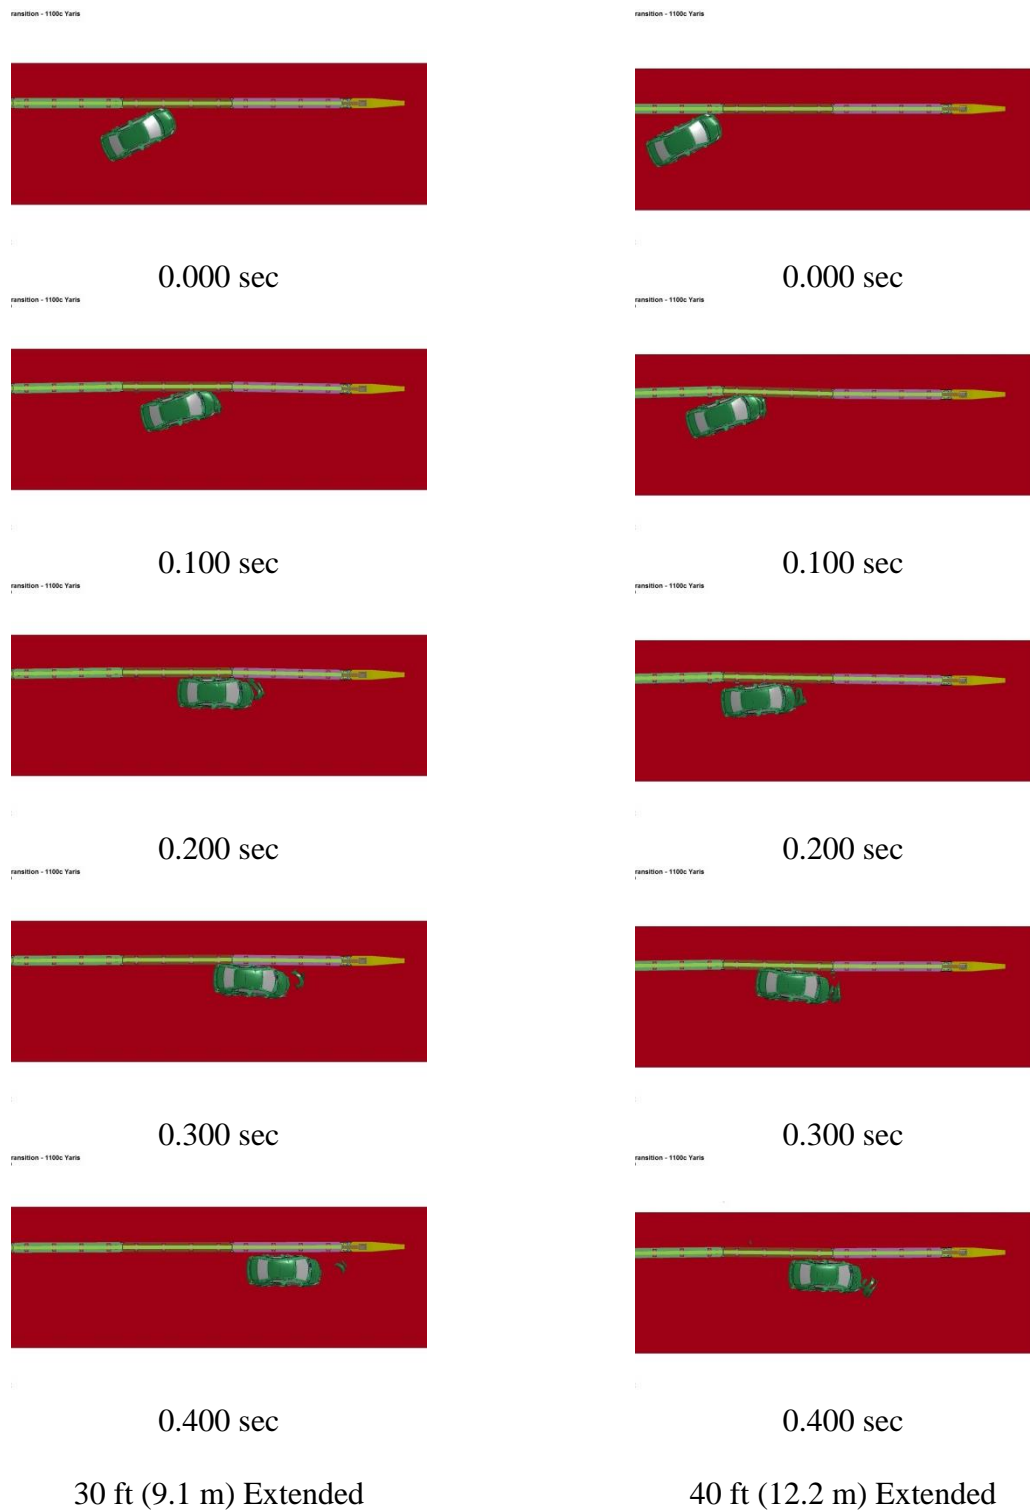 ransition - 1100c Yaris
ransition - 1100c Yaris
0.000 sec
0.000 sec
ransition - 1100c Yaris
ransition - 1100c Yaris
0.100 sec
0.100 sec
ransition - 1100c Yaris
ransition - 1100c Yaris
0.200 sec
0.200 sec
ransition - 1100c Yaris
ransition - 1100c Yaris
0.300 sec
0.300 sec
ransition - 1100c Yaris
ransition - 1100c Yaris
0.400 sec
0.400 sec
30 ft (9.1 m) Extended
40 ft (12.2 m) Extended